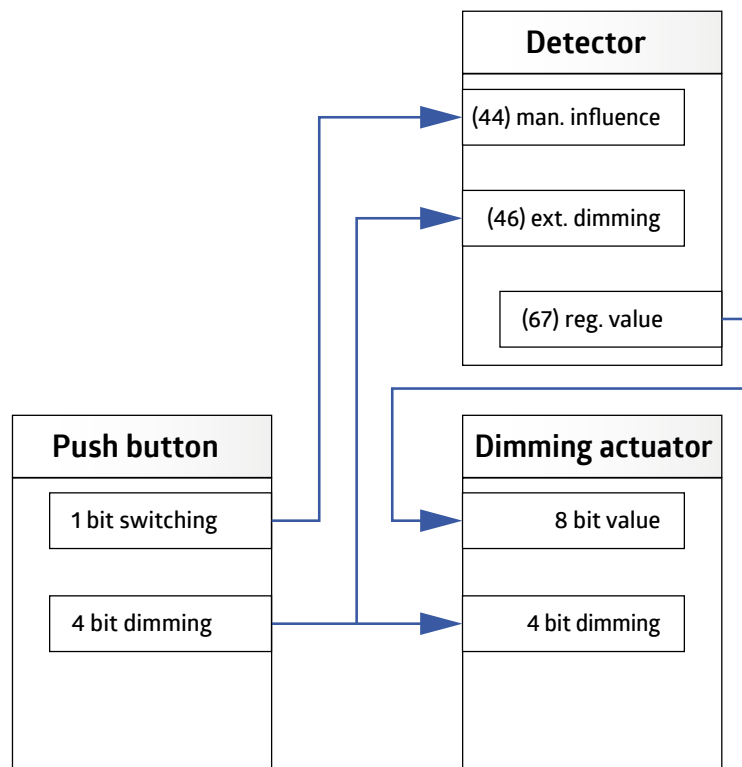 Detector
(44) man. influence
(46) ext. dimming
(67) reg. value
Push button
1 bit switching
4 bit dimming
Dimming actuator
8 bit value
4 bit dimming